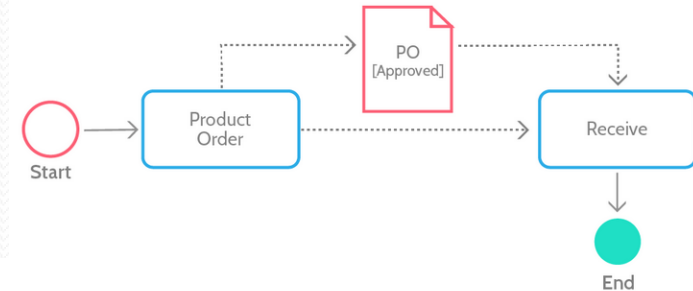 PO
[Approved]
Product
Order
Receive
Start
End